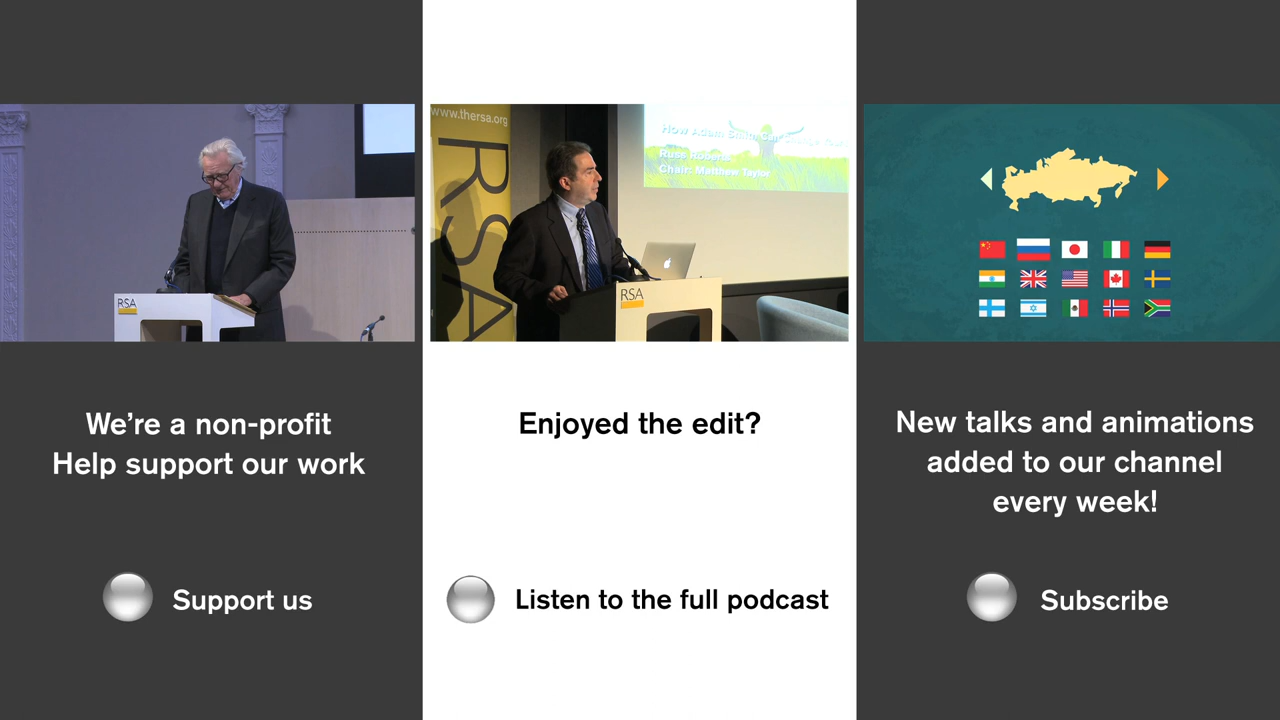 RSA
We're a non-profit
Help support our work
Support us
www.thersa.org
RSA
How Adam Smith Can
Russ Roberts
Chair: Matthew Taylor
RSA
Enjoyed the edit?
Listen to the full podcast
New talks and animations
added to our channel
every week!
Subscribe